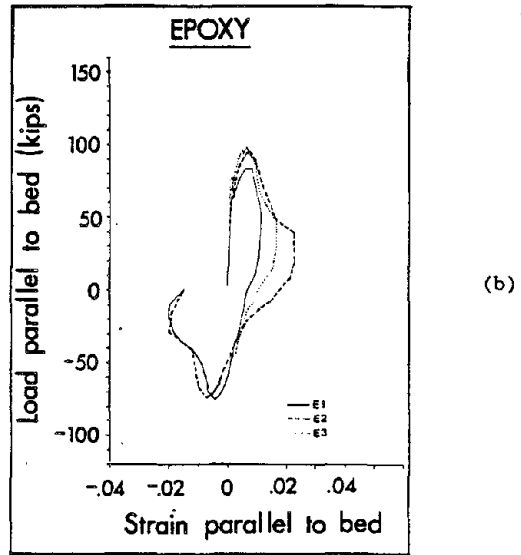 EPOXY
Load parallel to bed (kips)
150
100
50
0
-50
-100
E1
E2
E3
-.04 -.02 0 .02 .04
Strain parallel to bed
(b)